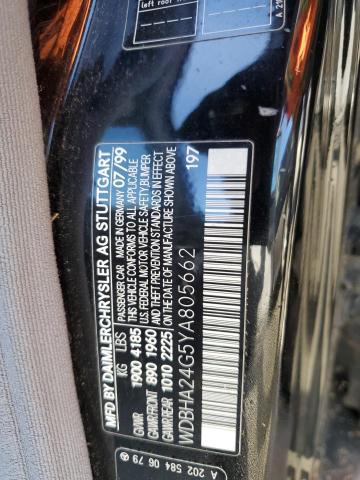 left roof
MFD BY DAIMLERCHRYSLER AG STUTTGART
PASSENGER CAR MADE IN GERMANY 07/99
KG LBS THIS VEHICLE CONFORMS TO ALL APPLICABLE
GVWR 1900 4185 U.S. FEDERAL MOTOR VEHICLE SAFETY, BUMPER
GAWR/FRONT 890 1960 AND THEFT PREVENTION STANDARDS IN EFFECT
GAWR/REAR 1010 2225 ON THE DATE OF MANUFACTURE SHOWN ABOVE
WDBHA24G5YA805662 197
A 202 584 06 79